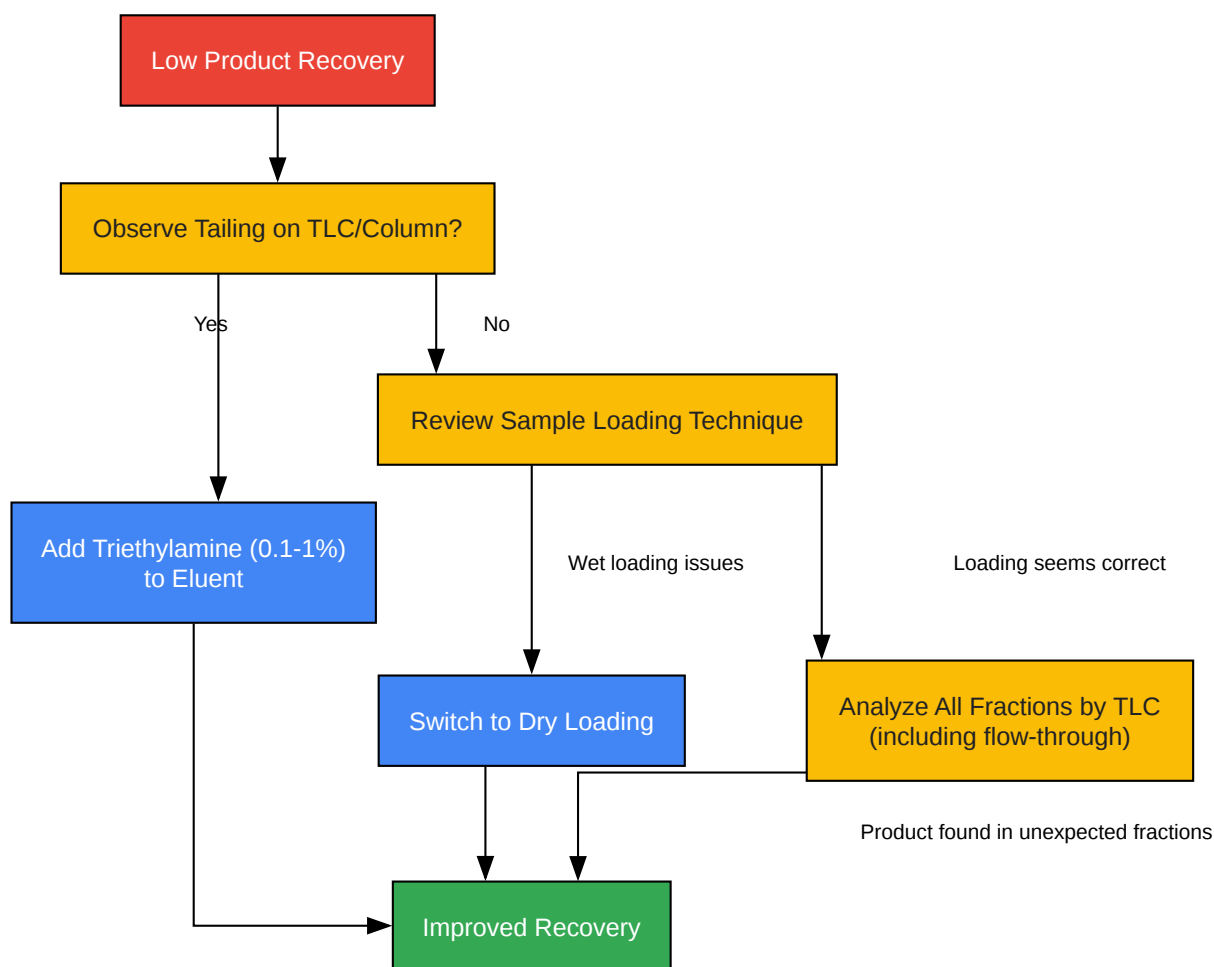 Low Product Recovery
Observe Tailing on TLC/Column?
Yes
No
Review Sample Loading Technique
Add Triethylamine (0.1-1%)
to Eluent
Wet loading issues
Loading seems correct
Switch to Dry Loading
Analyze All Fractions by TLC
(including flow-through)
Product found in unexpected fractions
Improved Recovery